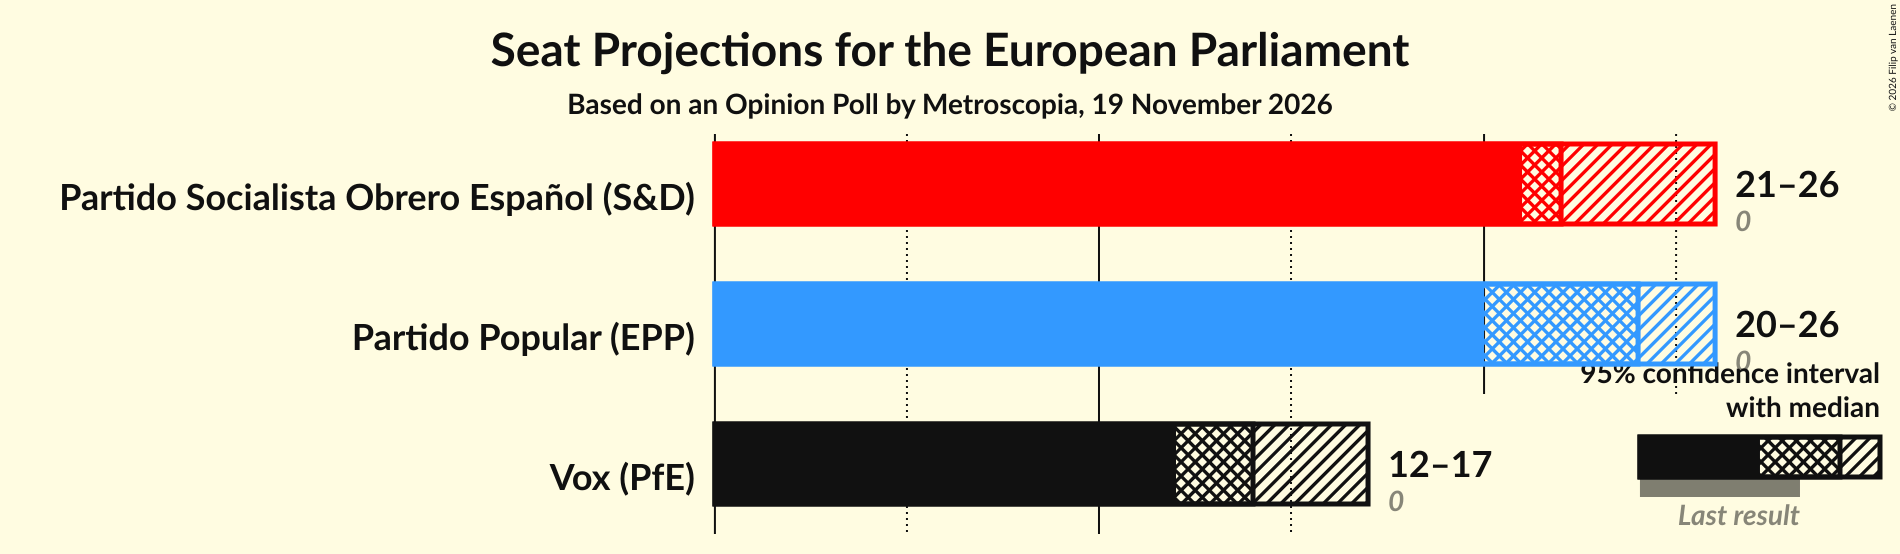 Seat Projections for the European Parliament
Based on an Opinion Poll by Metroscopia, 19 November 2026
© 2026 Filip van Laenen
Partido Socialista Obrero Español (S&D)
21–26
0
Partido Popular (EPP)
20–26
0
95% confidence interval
with median
Vox (PfE)
12–17
0
Last result